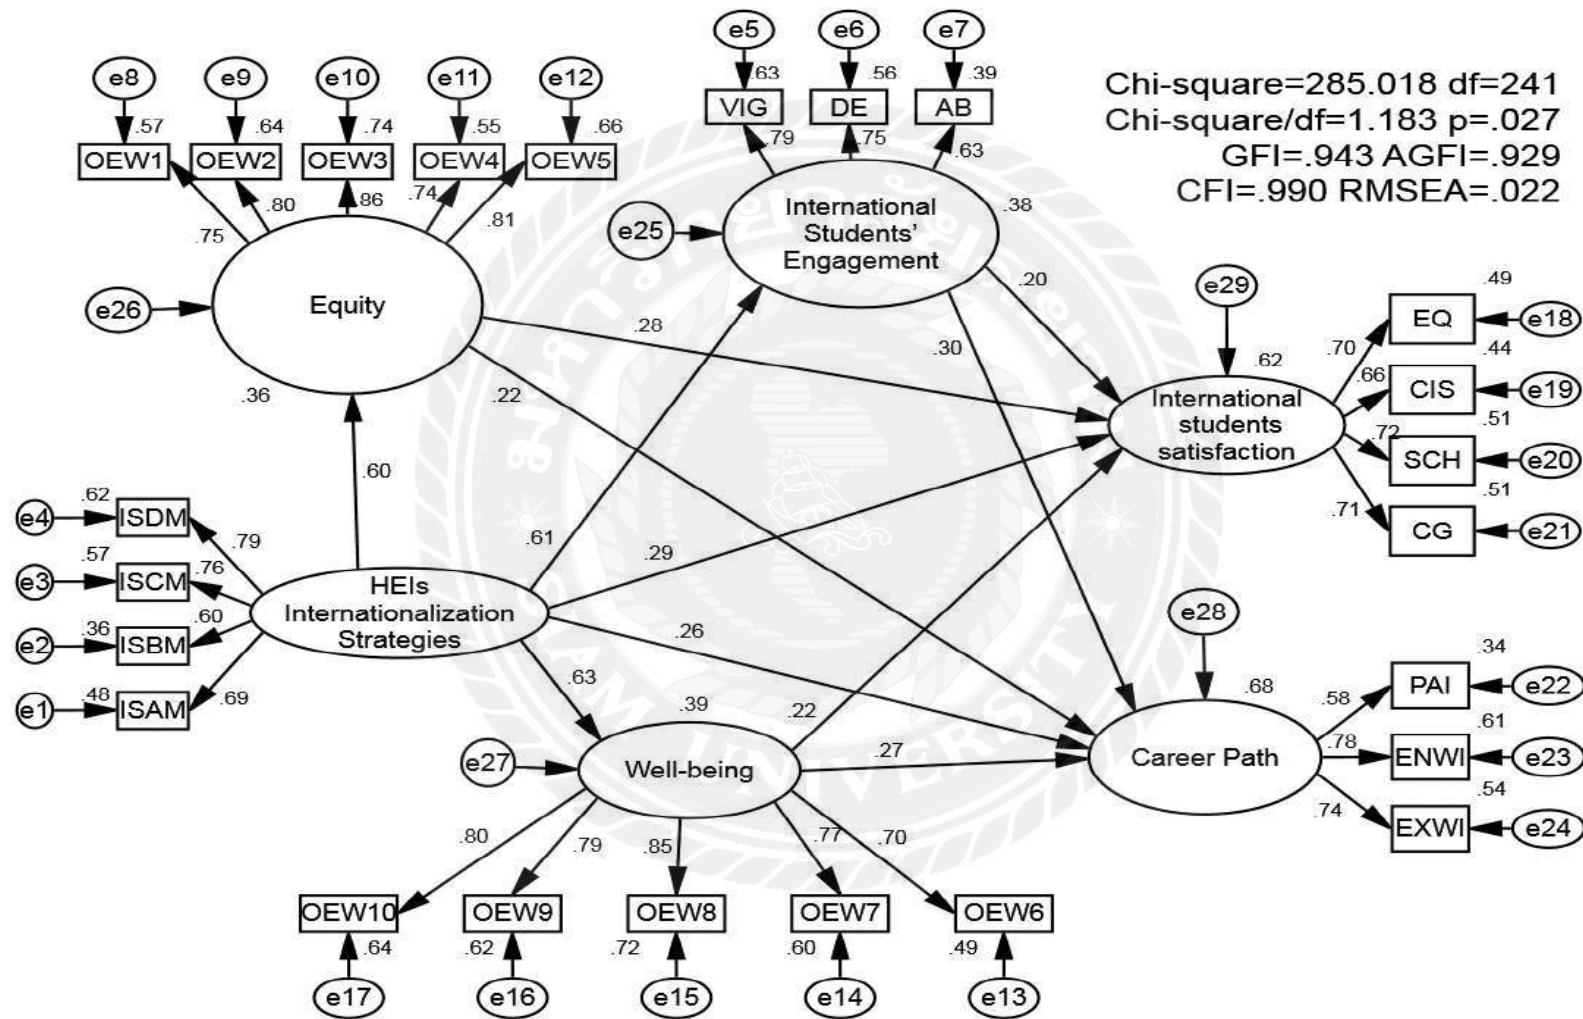 e5
e6
e7
e8
e9
e10
e11
e12
.63
.56
.39
VIG
DE
AB
Chi-square=285.018 df=241
Chi-square/df=1.183 p=.027
GFI=.943 AGFI=.929
CFI=.990 RMSEA=.022
.57
.64
.74
.55
.66
OEW1
OEW2
OEW3
OEW4
OEW5
.79
.75
.63
.75
.80
.86
.74
.81
e25
International
Students’
Engagement
.38
e26
Equity
.36
.28
.22
.20
.30
e29
.62
International
students
satisfaction
.49
EQ
e18
.70
.44
.66
CIS
e19
.51
.72
SCH
e20
.51
.71
CG
e21
.60
.61
.29
e4
.62
ISDM
.79
e3
.57
ISCM
.76
e2
.36
ISBM
.60
e1
.48
ISAM
.69
HEIs
Internationalization
Strategies
.26
.63
.39
.22
.27
e27
Well-being
e28
.68
Career Path
.34
.58
PAI
e22
.61
.78
ENWI
e23
.54
.74
EXWI
e24
.80
.79
.85
.77
.70
OEW10
OEW9
OEW8
OEW7
OEW6
.64
.62
.72
.60
.49
e17
e16
e15
e14
e13
SIAM UNIVERSITY